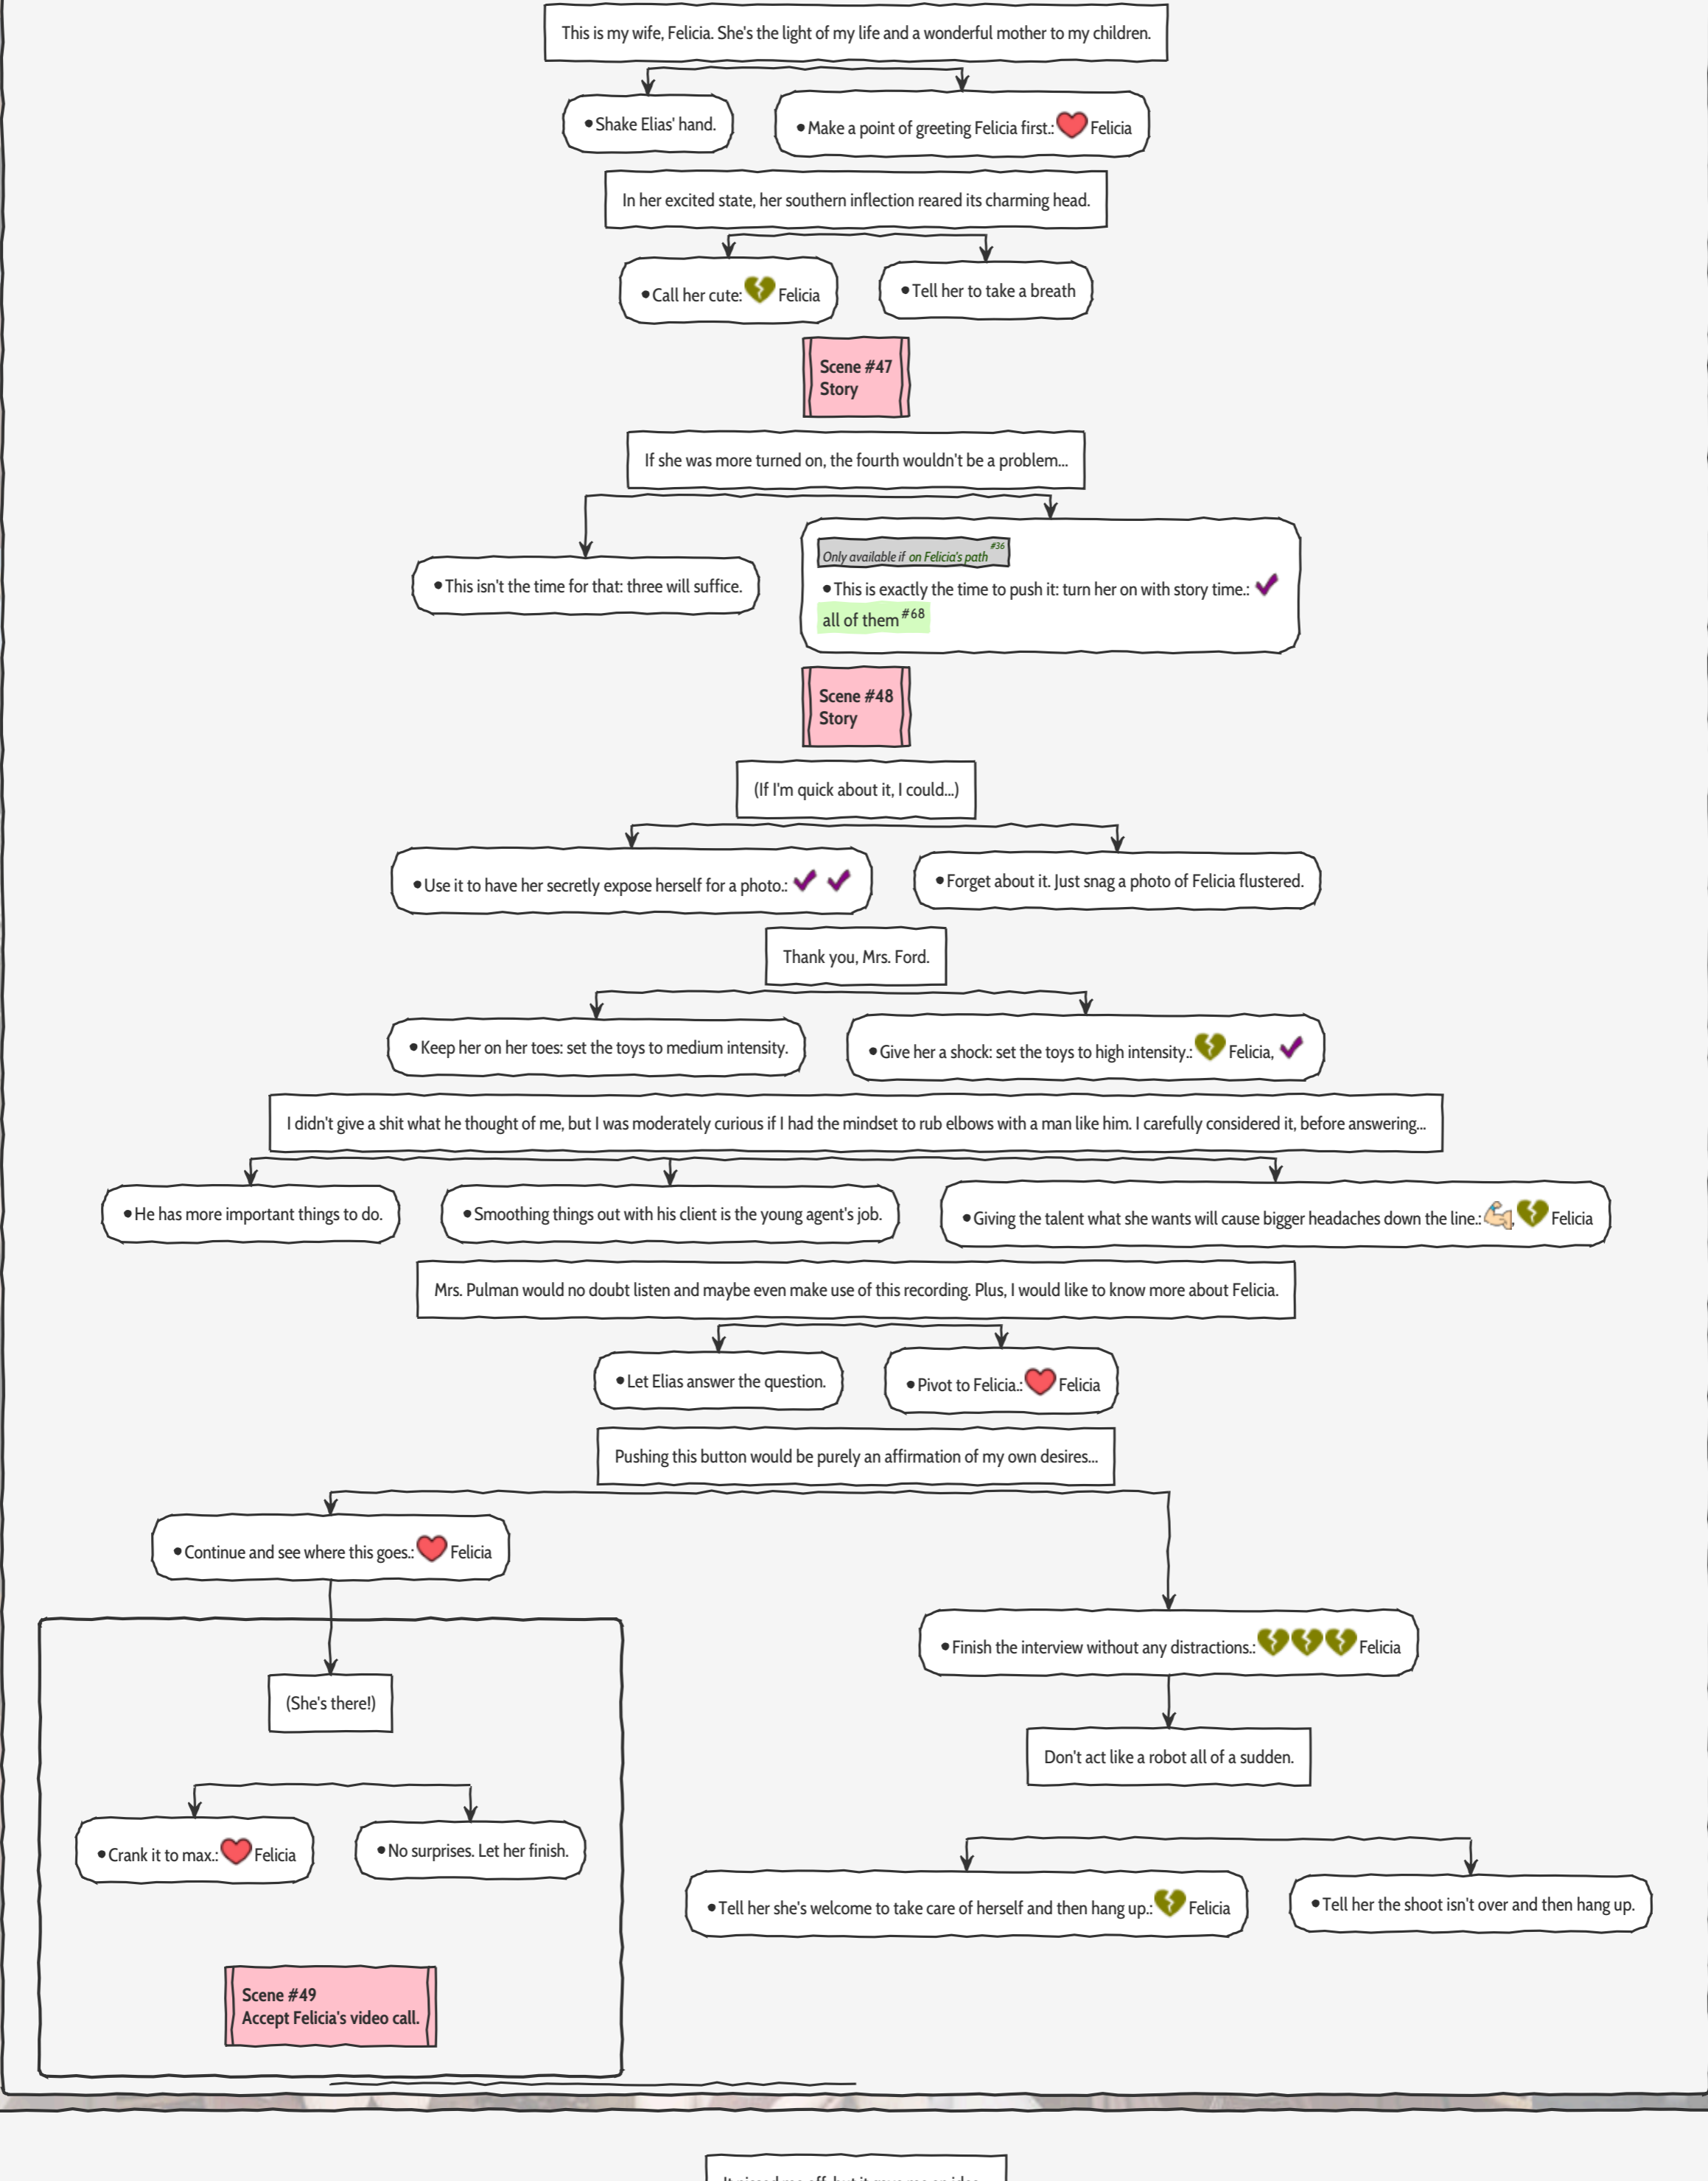 This is my wife, Felicia. She's the light of my life and a wonderful mother to my children.
•Shake Elias' hand.
•Make a point of greeting Felicia first.: Felicia
In her excited state, her southern inflection reared its charming head.
•Call her cute: Felicia
•Tell her to take a breath
Scene #47
Story
If she was more turned on, the fourth wouldn't be a problem...
•This isn't the time for that: three will suffice.
Only available if on Felicia's path #36
•This is exactly the time to push it: turn her on with story time.:
all of them #68
Scene #48
Story
(If I'm quick about it, I could...)
•Use it to have her secretly expose herself for a photo.:
•Forget about it. Just snag a photo of Felicia flustered.
Thank you, Mrs. Ford.
•Keep her on her toes: set the toys to medium intensity.
•Give her a shock: set the toys to high intensity.: Felicia,
I didn't give a shit what he thought of me, but I was moderately curious if I had the mindset to rub elbows with a man like him. I carefully considered it, before answering...
•He has more important things to do.
•Smoothing things out with his client is the young agent's job.
•Giving the talent what she wants will cause bigger headaches down the line.: , Felicia
Mrs. Pulman would no doubt listen and maybe even make use of this recording. Plus, I would like to know more about Felicia.
•Let Elias answer the question.
•Pivot to Felicia.: Felicia
Pushing this button would be purely an affirmation of my own desires...
•Continue and see where this goes.: Felicia
•Finish the interview without any distractions.: Felicia
(She's there!)
Don't act like a robot all of a sudden.
•Crank it to max.: Felicia
•No surprises. Let her finish.
•Tell her she's welcome to take care of herself and then hang up.: Felicia
•Tell her the shoot isn't over and then hang up.
Scene #49
Accept Felicia's video call.